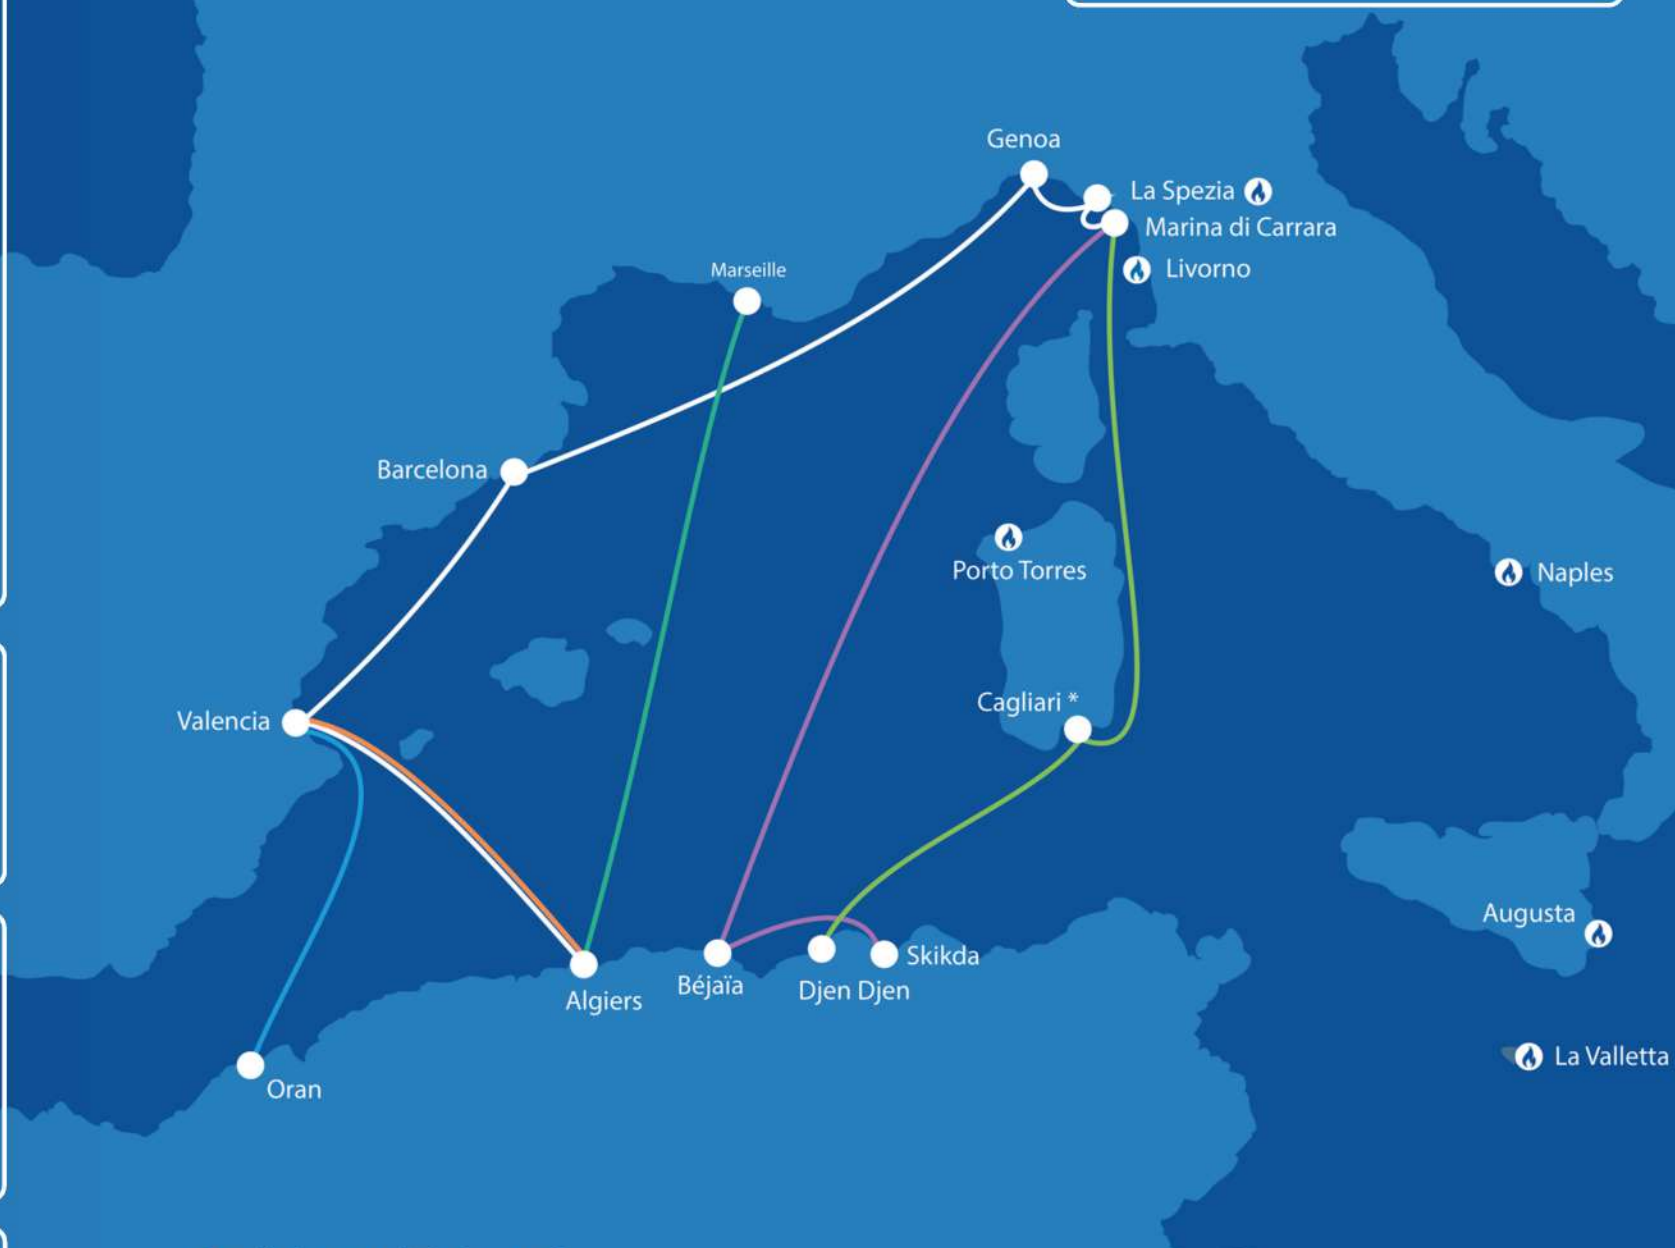 Genoa
La Spezia
Marina di Carrara
Livorno
Marseille
Barcelona
Porto Torres
Naples
Cagliari *
Valencia
Augusta
Skikda
Béjaïa
Djen Djen
Algiers
La Valletta
Oran